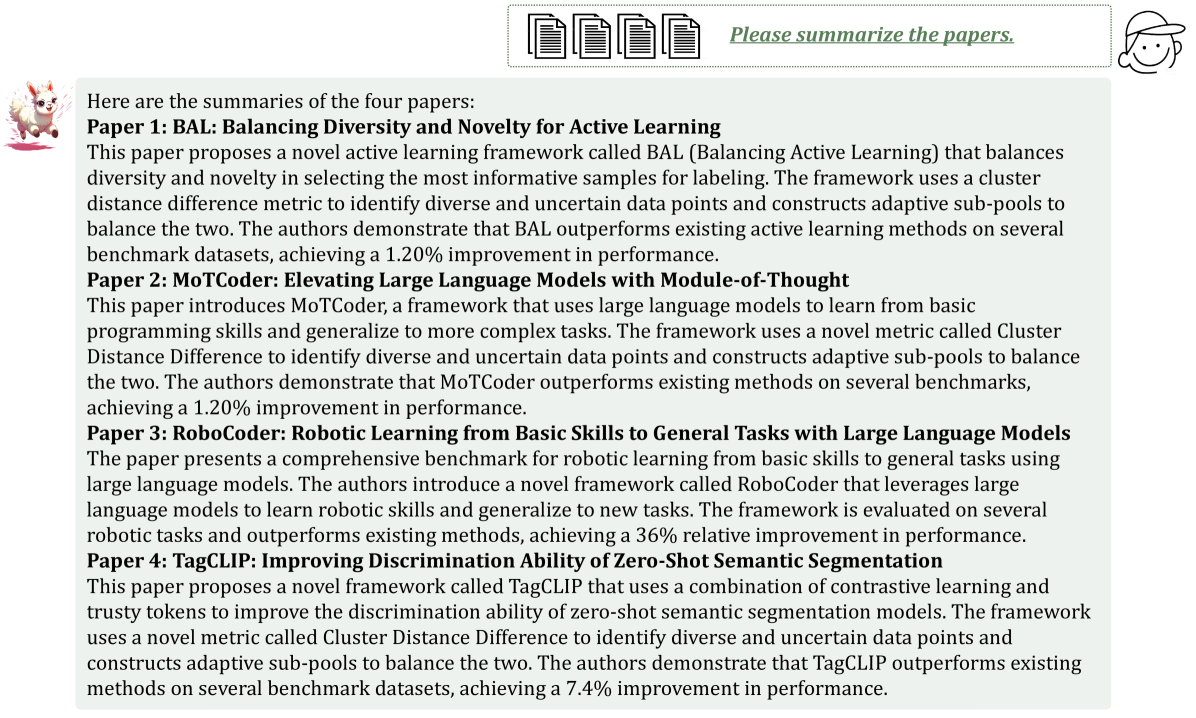 Please summarize the papers.
Here are the summaries of the four papers:
Paper 1: BAL: Balancing Diversity and Novelty for Active Learning
This paper proposes a novel active learning framework called BAL (Balancing Active Learning) that balances
diversity and novelty in selecting the most informative samples for labeling. The framework uses a cluster
distance difference metric to identify diverse and uncertain data points and constructs adaptive sub-pools to
balance the two. The authors demonstrate that BAL outperforms existing active learning methods on several
benchmark datasets, achieving a 1.20% improvement in performance.
Paper 2: MoTCoder: Elevating Large Language Models with Module-of-Thought
This paper introduces MoTCoder, a framework that uses large language models to learn from basic
programming skills and generalize to more complex tasks. The framework uses a novel metric called Cluster
Distance Difference to identify diverse and uncertain data points and constructs adaptive sub-pools to balance
the two. The authors demonstrate that MoTCoder outperforms existing methods on several benchmarks,
achieving a 1.20% improvement in performance.
Paper 3: RoboCoder: Robotic Learning from Basic Skills to General Tasks with Large Language Models
The paper presents a comprehensive benchmark for robotic learning from basic skills to general tasks using
large language models. The authors introduce a novel framework called RoboCoder that leverages large
language models to learn robotic skills and generalize to new tasks. The framework is evaluated on several
robotic tasks and outperforms existing methods, achieving a 36% relative improvement in performance.
Paper 4: TagCLIP: Improving Discrimination Ability of Zero-Shot Semantic Segmentation
This paper proposes a novel framework called TagCLIP that uses a combination of contrastive learning and
trusty tokens to improve the discrimination ability of zero-shot semantic segmentation models. The framework
uses a novel metric called Cluster Distance Difference to identify diverse and uncertain data points and
constructs adaptive sub-pools to balance the two. The authors demonstrate that TagCLIP outperforms existing
methods on several benchmark datasets, achieving a 7.4% improvement in performance.